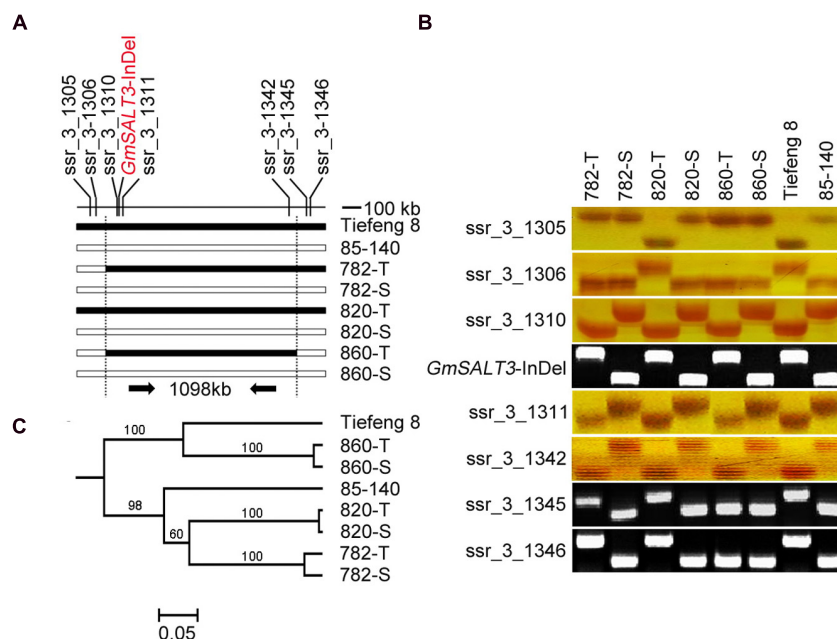 A
ssr_3_1305
ssr_3-1306
ssr_3_1310
GmSALT3-InDel
ssr_3_1311
ssr_3-1342
ssr_3-1345
ssr_3-1346
100 kb
Tiefeng 8
85-140
782-T
782-S
820-T
820-S
860-T
860-S
1098kb
B
782-T
782-S
820-T
820-S
860-T
860-S
Tiefeng 8
85-140
ssr_3_1305
ssr_3_1306
ssr_3_1310
GmSALT3-InDel
ssr_3_1311
ssr_3_1342
ssr_3_1345
ssr_3_1346
C
100
100
98
60
100
100
Tiefeng 8
860-T
860-S
85-140
820-T
820-S
782-T
782-S
0.05